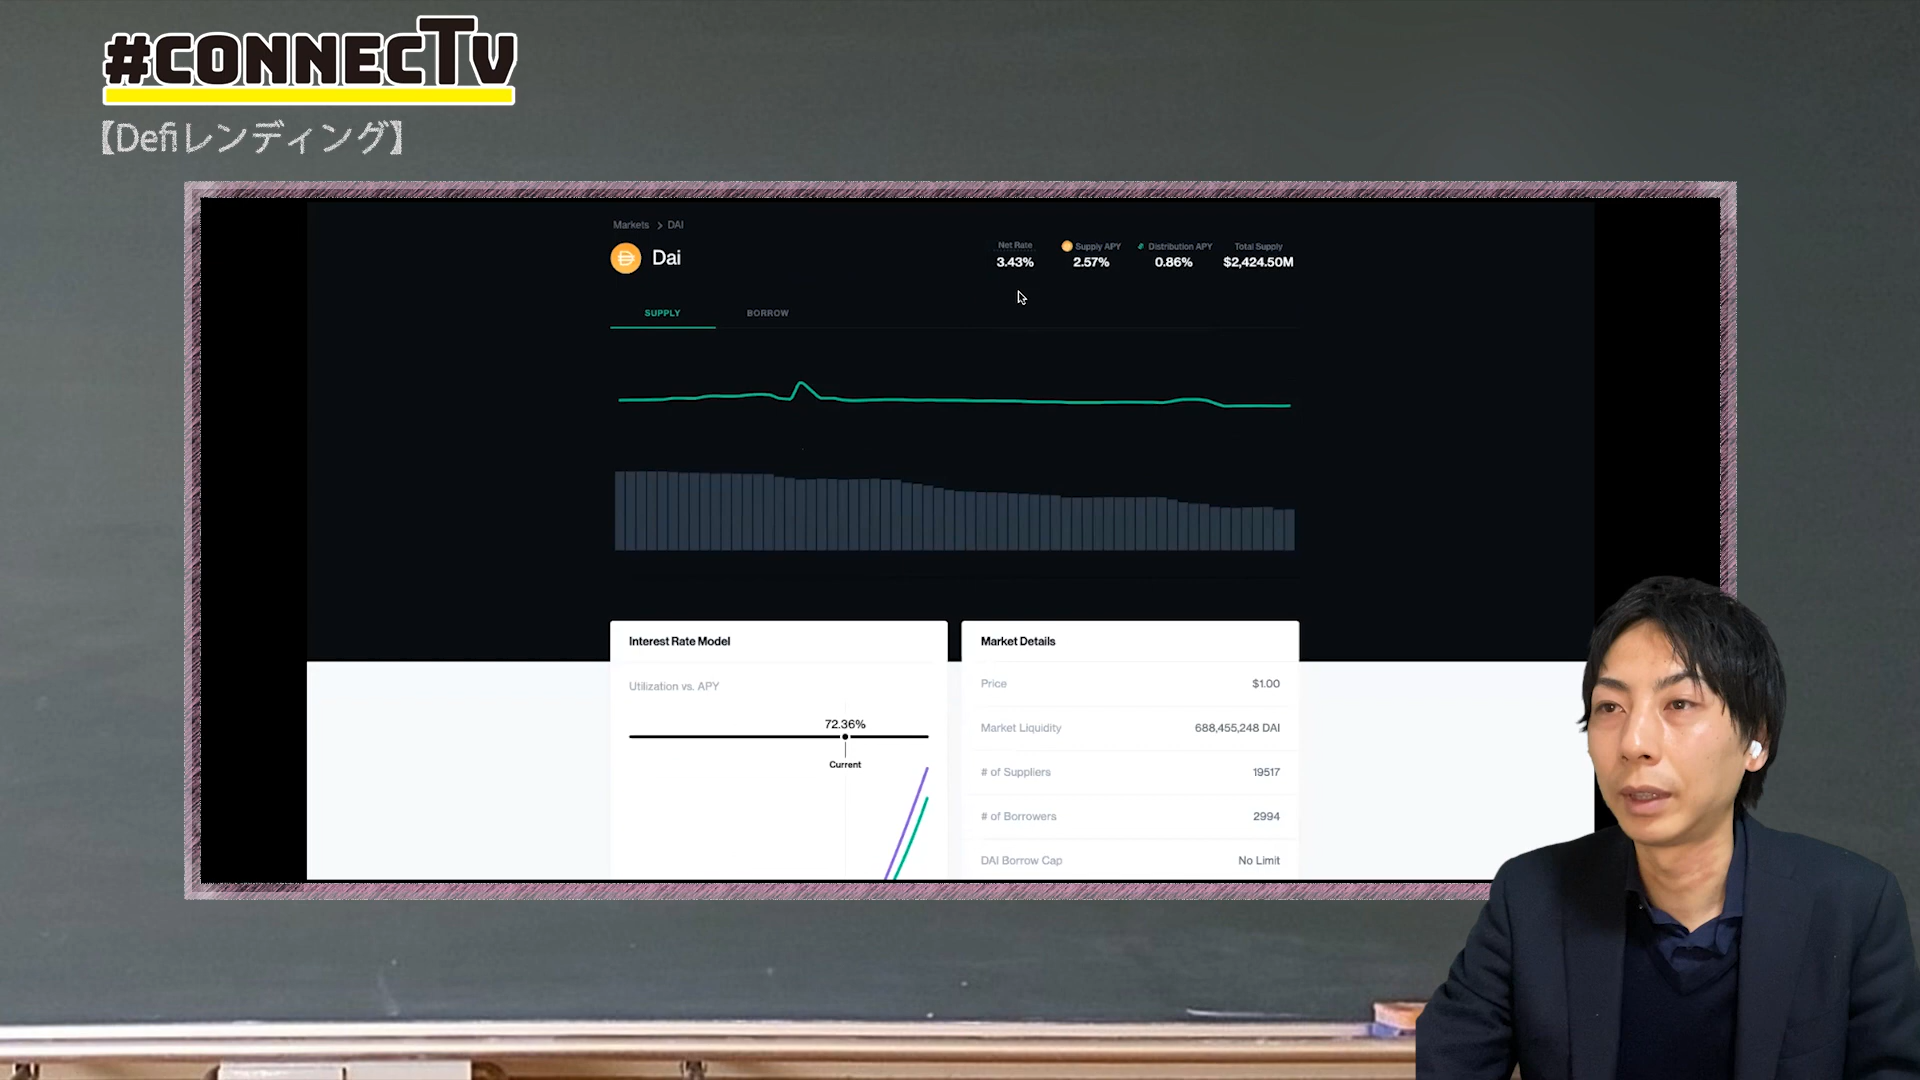 #CONNECTV
【Defiレンディング】
Markets > DAI
Dai
Net Rate
3.43%
Supply APY
2.57%
Distribution APY
0.86%
Total Supply
$2,424.50M
SUPPLY
BORROW
Interest Rate Model
Utilization vs. APY
72.36%
Current
Market Details
Price $1.00
Market Liquidity 688,455,248 DAI
# of Suppliers 19517
# of Borrowers 2994
DAI Borrow Cap No Limit